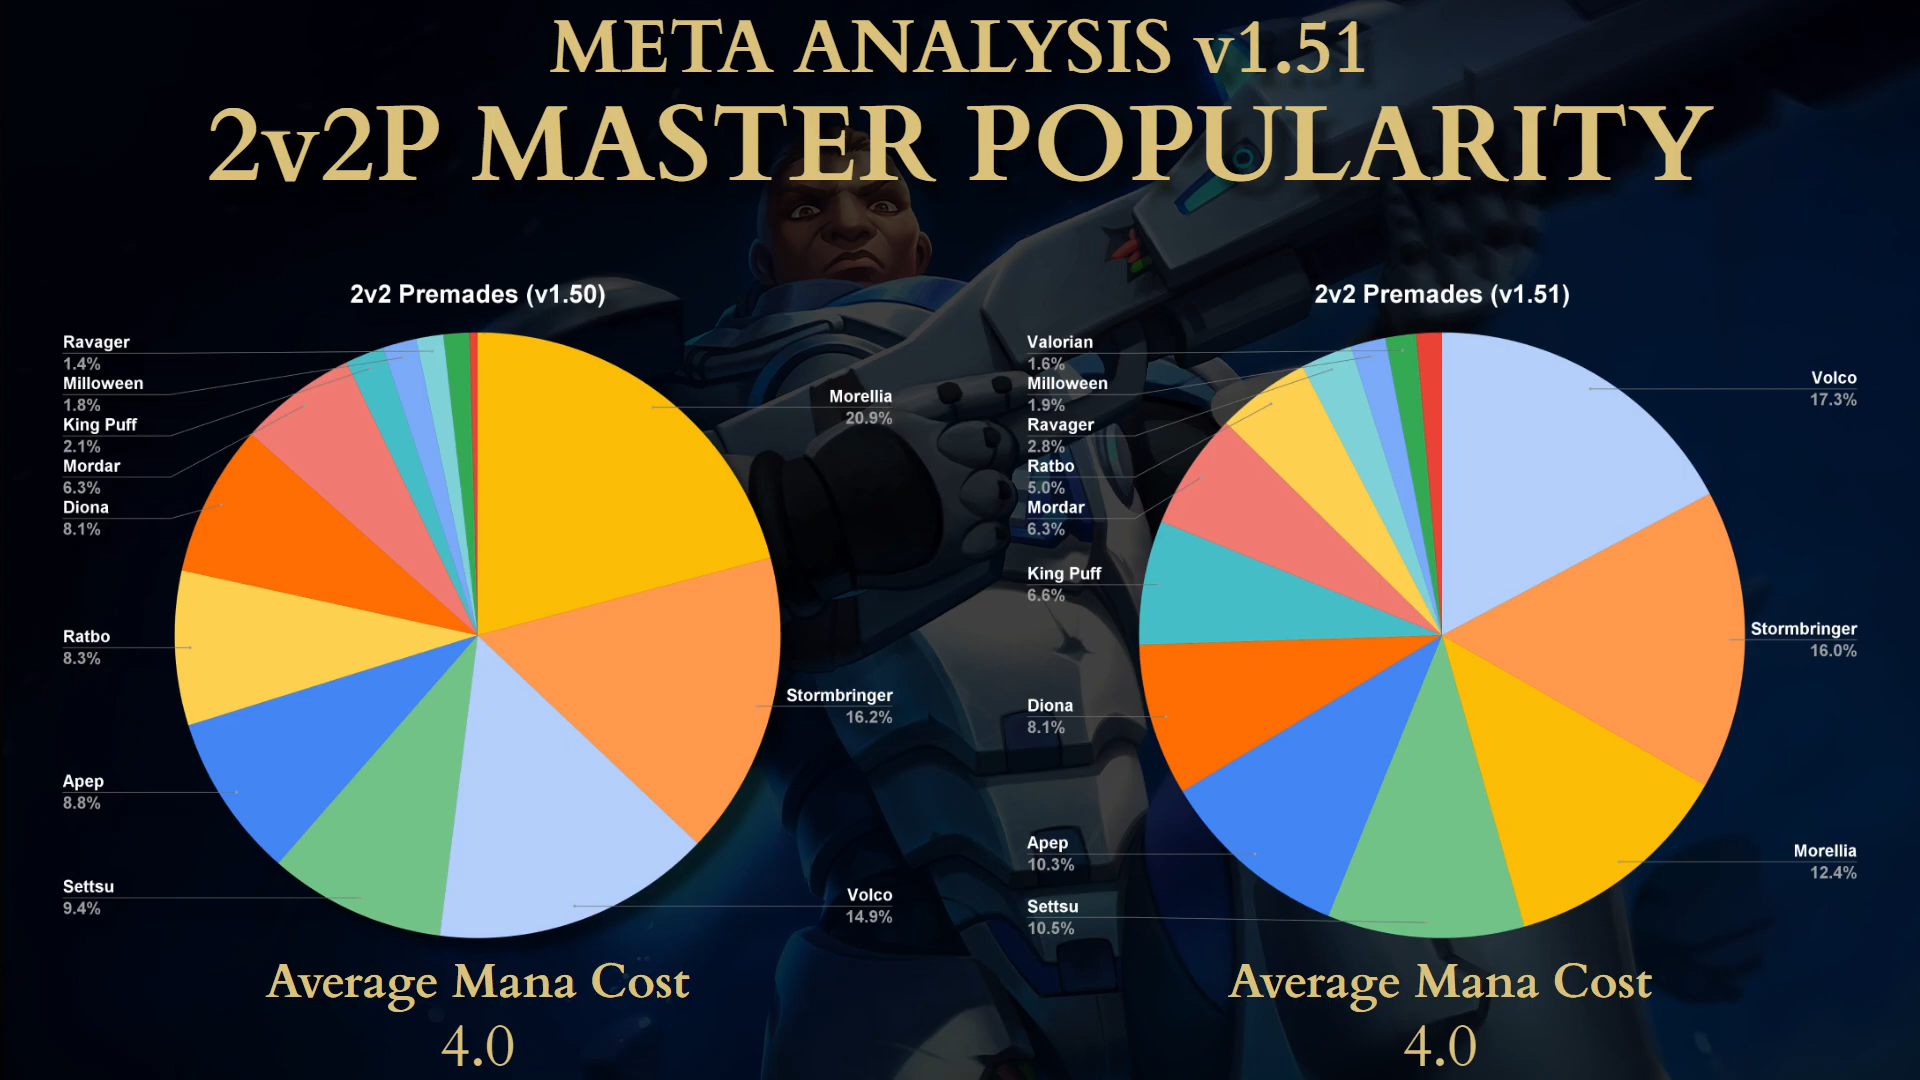 META ANALYSIS v1.51
2v2P MASTER POPULARITY
2v2 Premades (v1.50)
Ravager
1.4%
Milloween
1.8%
King Puff
2.1%
Mordar
6.3%
Diona
8.1%
Ratbo
8.3%
Apep
8.8%
Settsu
9.4%
Morellia
20.9%
Stormbringer
16.2%
Volco
14.9%
Average Mana Cost
4.0
2v2 Premades (v1.51)
Valorian
1.6%
Milloween
1.9%
Ravager
2.8%
Ratbo
5.0%
Mordar
6.3%
King Puff
6.6%
Diona
8.1%
Apep
10.3%
Settsu
10.5%
Volco
17.3%
Stormbringer
16.0%
Morellia
12.4%
Average Mana Cost
4.0